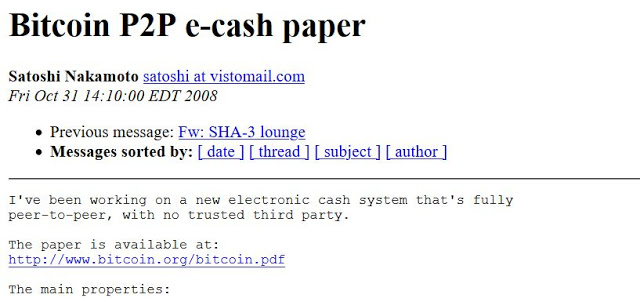 Bitcoin P2P e-cash paper
Satoshi Nakamoto satoshi at vistomail.com
Fri Oct 31 14:10:00 EDT 2008
• Previous message: Fw: SHA-3 lounge
• Messages sorted by: [ date ] [ thread ] [ subject ] [ author ]
I've been working on a new electronic cash system that's fully
peer-to-peer, with no trusted third party.
The paper is available at:
http://www.bitcoin.org/bitcoin.pdf
The main properties: